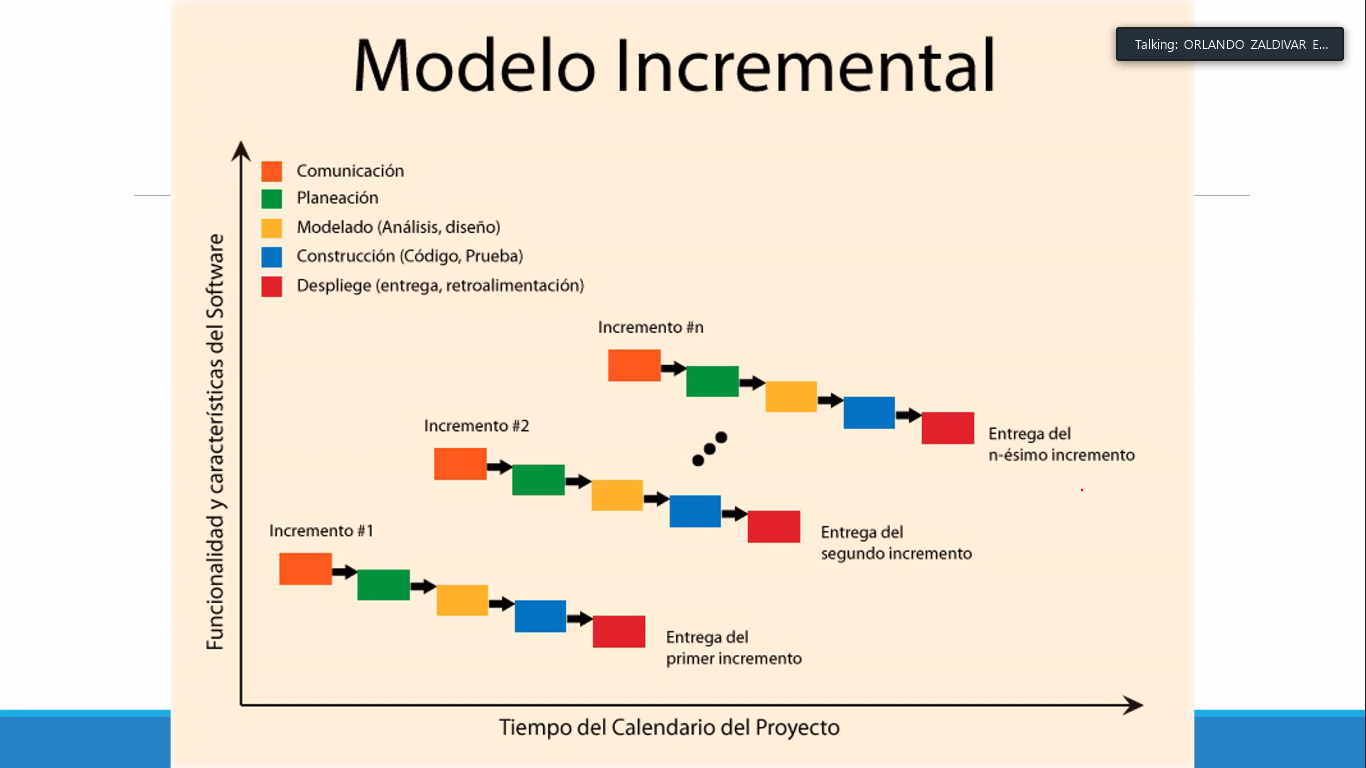 Modelo Incremental
Talking: ORLANDO ZALDIVAR E...
Comunicación
Planeación
Modelado (Análisis, diseño)
Construcción (Código, Prueba)
Despliege (entrega, retroalimentación)
Funcionalidad y características del Software
Incremento #n
Entrega del
n-ésimo incremento
Incremento #2
Entrega del
segundo incremento
Incremento #1
Entrega del
primer incremento
Tiempo del Calendario del Proyecto